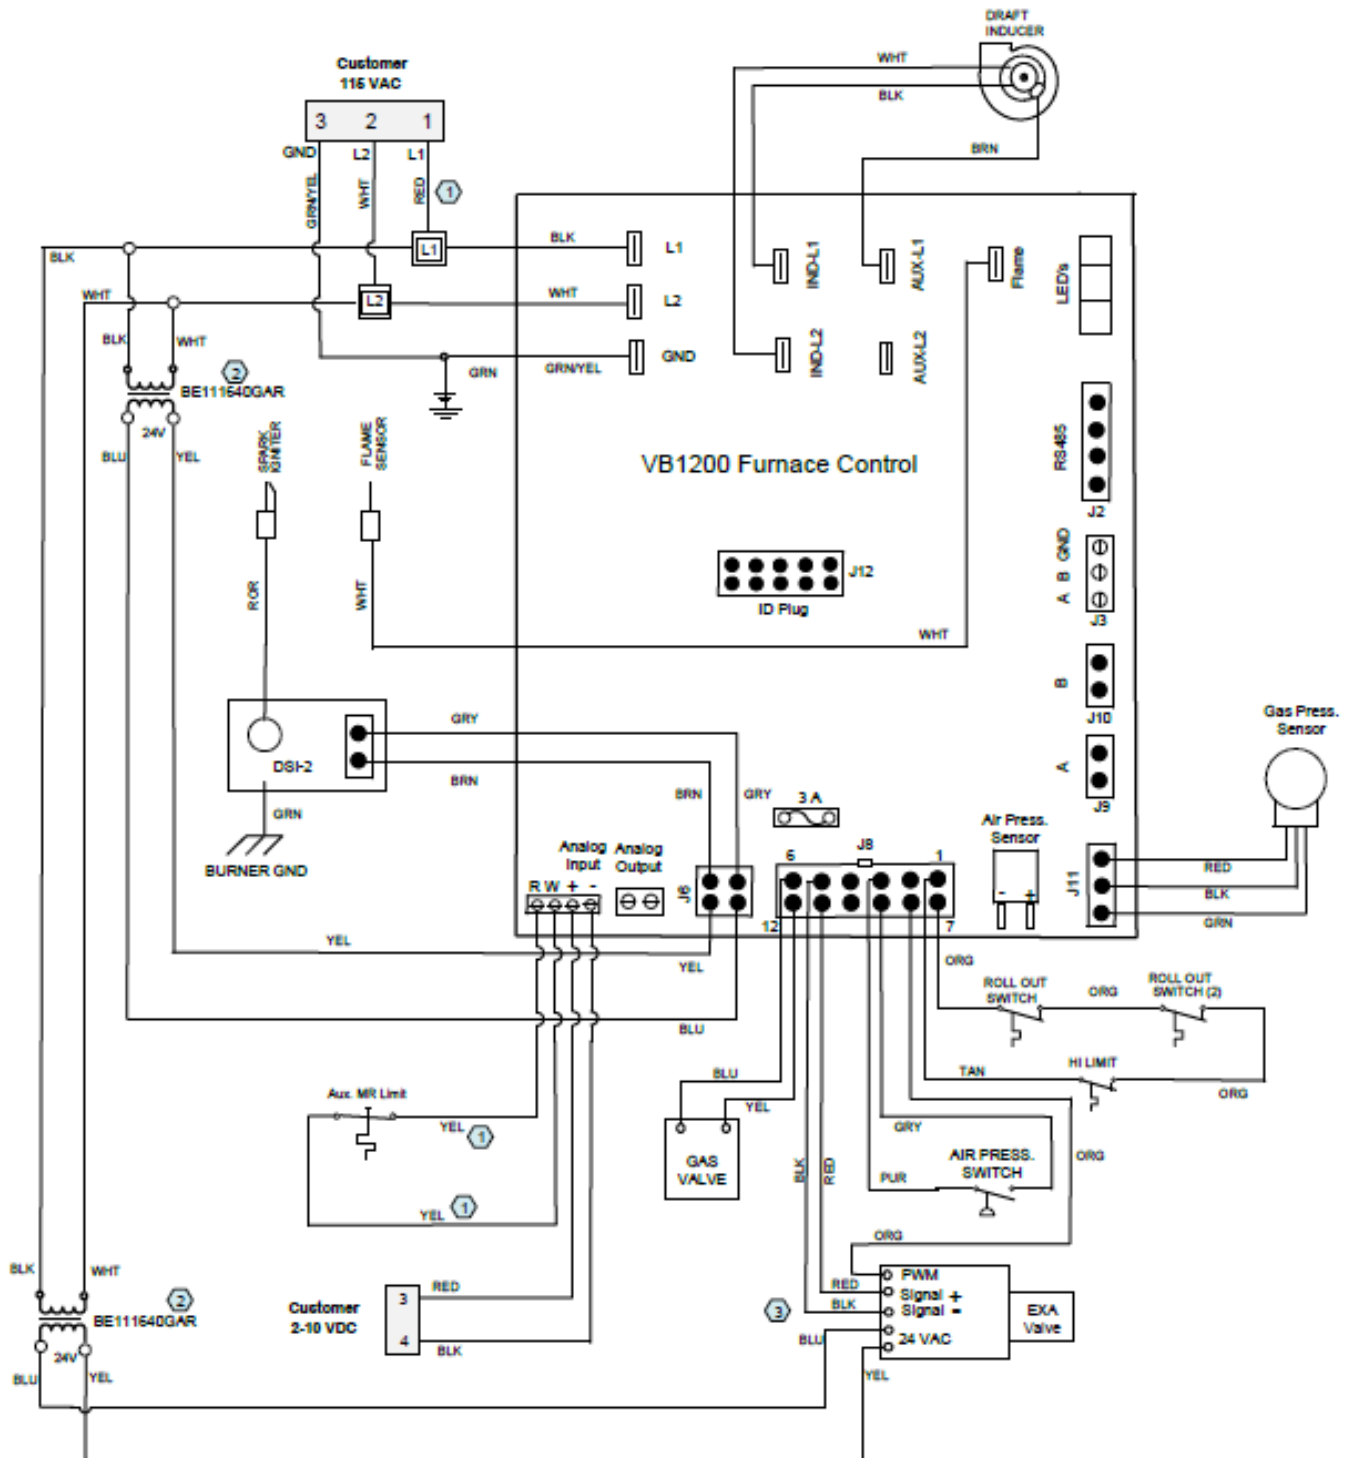 DRAFT
INDUCER
WHT
BLK
BRN
Customer
115 VAC
3 2 1
GND L2 L1
GRN/YEL
WHT
RED
1
BLK
L1
BLK
L1
WHT
L2
WHT
L2
GRN
GRN/YEL
GND
IND-L1
AUX-L1
Flame
LED's
IND-L2
AUX-L2
BLK
WHT
2
BE111640GAR
24V
BLU
YEL
SPARK
IGNITER
FLAME
SENSOR
VB1200 Furnace Control
RS485
J2
ROR
WHT
J12
ID Plug
GND
B
A
J3
WHT
B
J10
Gas Press.
Sensor
GRY
DSI-2
BRN
BRN
GRY
A
J9
GRN
BURNER GND
3 A
Air Press.
Sensor
- +
Analog
Input
Analog
Output
R W + -
J6
6 J8 1
12 7
J11
RED
BLK
GRN
YEL
YEL
BLU
ORG
ROLL OUT
SWITCH
ORG
ROLL OUT
SWITCH (2)
HI LIMIT
TAN
ORG
BLU
YEL
Aux. MR Limit
YEL
1
YEL
1
GAS
VALVE
BLK
RED
GRY
PUR
AIR PRESS.
SWITCH
ORG
ORG
BLK
WHT
2
BE111640GAR
24V
BLU
YEL
Customer
2-10 VDC
3
4
RED
BLK
3
RED
BLK
BLU
YEL
PWM
Signal +
Signal -
24 VAC
EXA
Valve